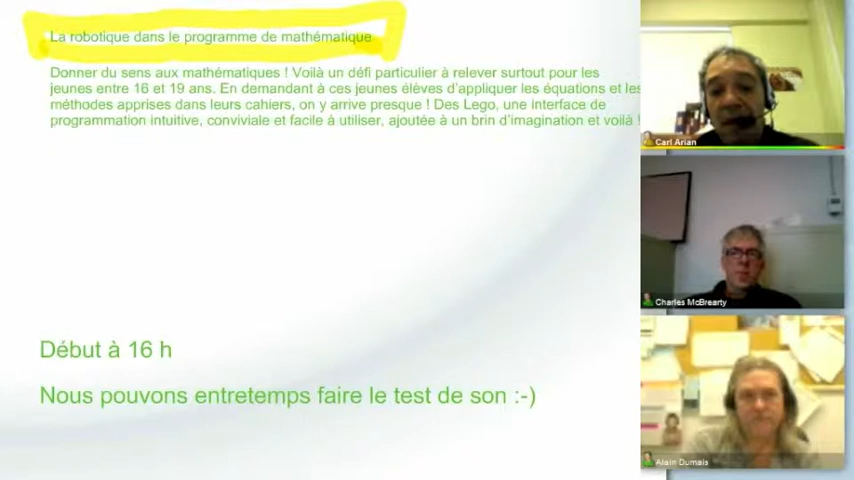 La robotique dans le programme de mathématique
Donner du sens aux mathématiques ! Voilà un défi particulier à relever surtout pour les
jeunes entre 16 et 19 ans. En demandant à ces jeunes élèves d'appliquer les équations et les
méthodes apprises dans leurs cahiers, on y arrive presque ! Des Lego, une interface de
programmation intuitive, conviviale et facile à utiliser, ajoutée à un brin d'imagination et voilà !
Début à 16 h
Nous pouvons entretemps faire le test de son :-)
Carl Arian
Charles McBrearty
Alain Dumais